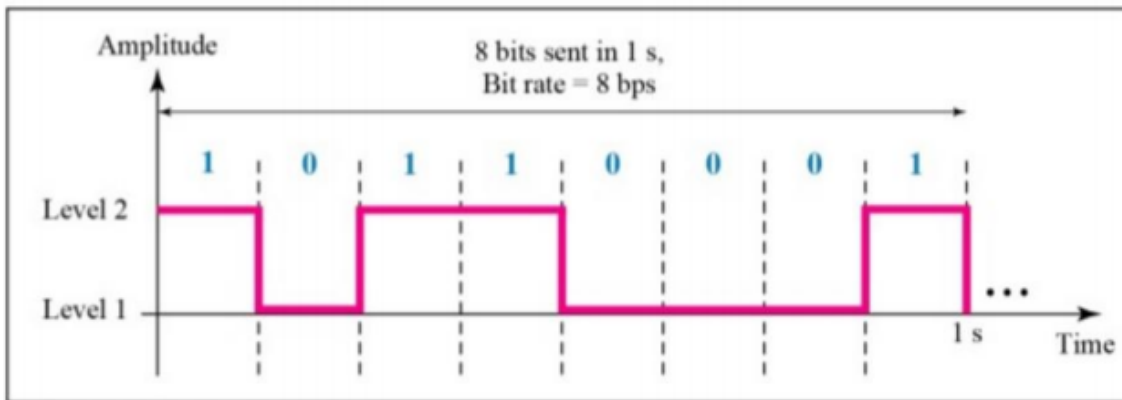 Amplitude
8 bits sent in 1 s,
Bit rate = 8 bps
1 0 1 1 0 0 0 1
Level 2
...
Level 1
1 s
Time